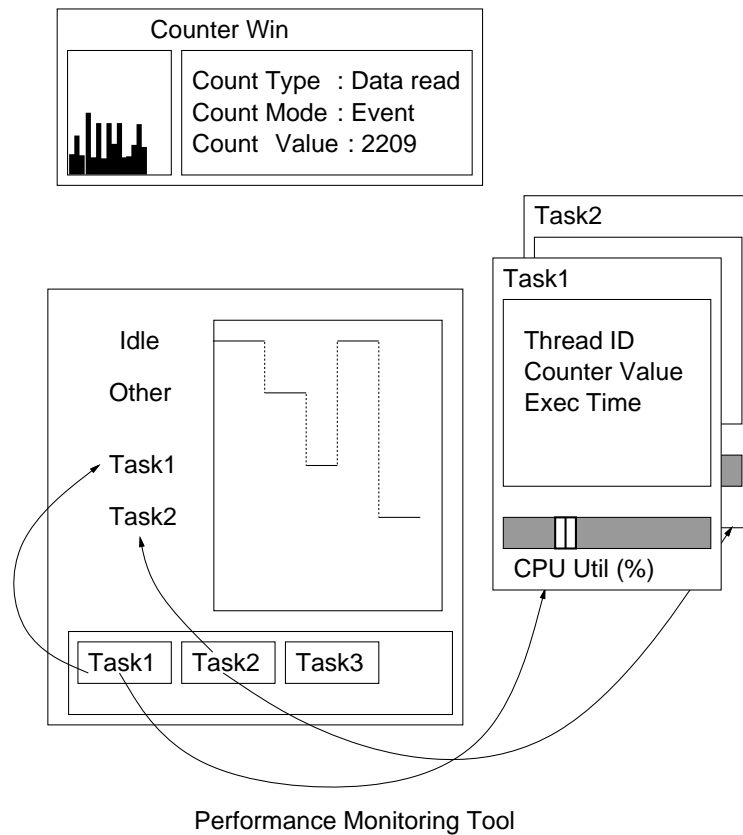 Counter Win
Count Type : Data read
Count Mode : Event
Count Value : 2209
Task2
Task1
Thread ID
Counter Value
Exec Time
CPU Util (%)
Idle
Other
Task1
Task2
Task1 Task2 Task3
Performance Monitoring Tool